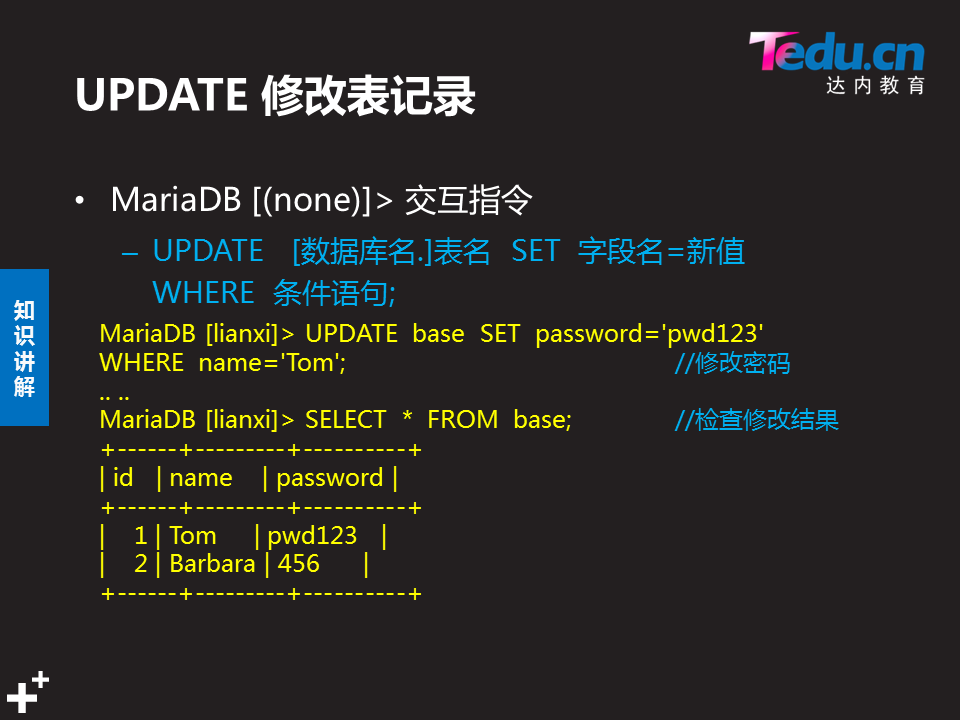 Tedu.cn
达内教育
UPDATE 修改表记录
• MariaDB [(none)]> 交互指令
– UPDATE [数据库名.]表名 SET 字段名=新值
WHERE 条件语句;
知识讲解
MariaDB [lianxi]> UPDATE base SET password='pwd123'
WHERE name='Tom'; //修改密码
.. ..
MariaDB [lianxi]> SELECT * FROM base; //检查修改结果
+------+---------+----------+
| id | name | password |
+------+---------+----------+
| 1 | Tom | pwd123 |
| 2 | Barbara | 456 |
+------+---------+----------+